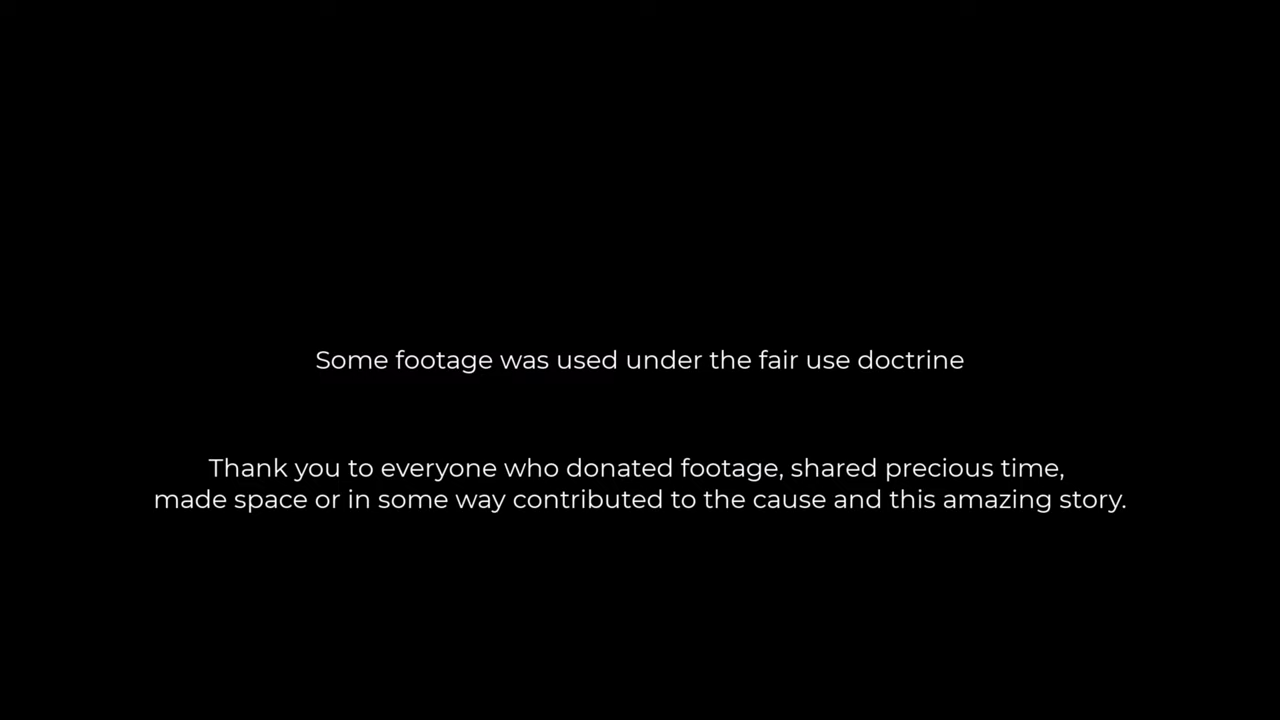 Some footage was used under the fair use doctrine
Thank you to everyone who donated footage, shared precious time,
made space or in some way contributed to the cause and this amazing story.